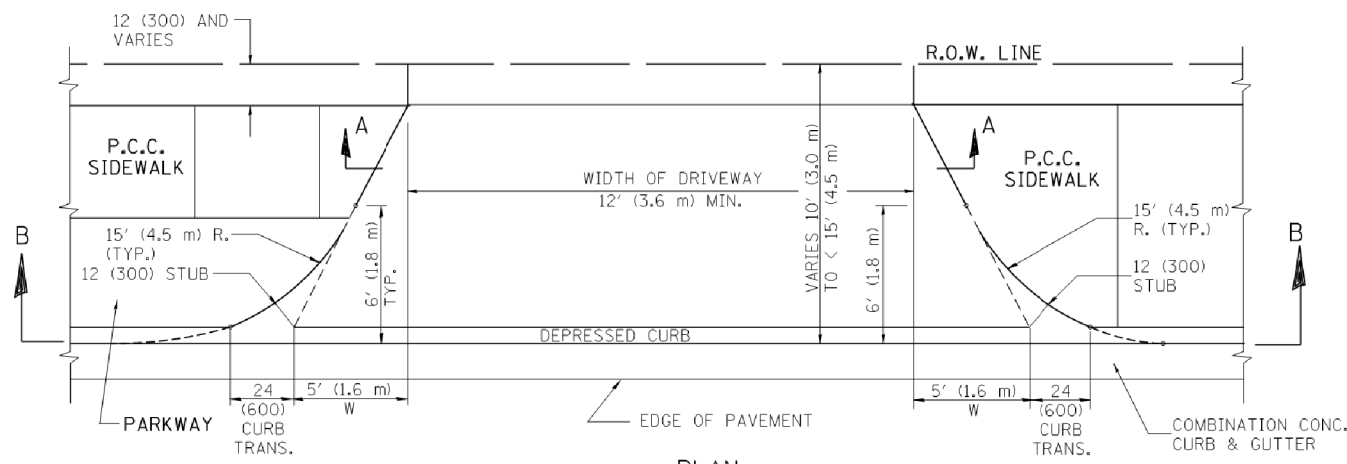 12 (300) AND
VARIES
R.O.W. LINE
A
A
P.C.C.
SIDEWALK
P.C.C.
SIDEWALK
WIDTH OF DRIVEWAY
12' (3.6 m) MIN.
VARIES 10' (3.0 m)
TO < 15' (4.5 m)
B
B
15' (4.5 m) R.
(TYP.)
12 (300) STUB
6' (1.8 m)
TYP.
6' (1.8 m)
15' (4.5 m)
R. (TYP.)
12 (300)
STUB
DEPRESSED CURB
24
(600)
CURB
TRANS.
5' (1.6 m)
W
5' (1.6 m)
W
24
(600)
CURB
TRANS.
PARKWAY
EDGE OF PAVEMENT
COMBINATION CONC.
CURB & GUTTER
PLAN